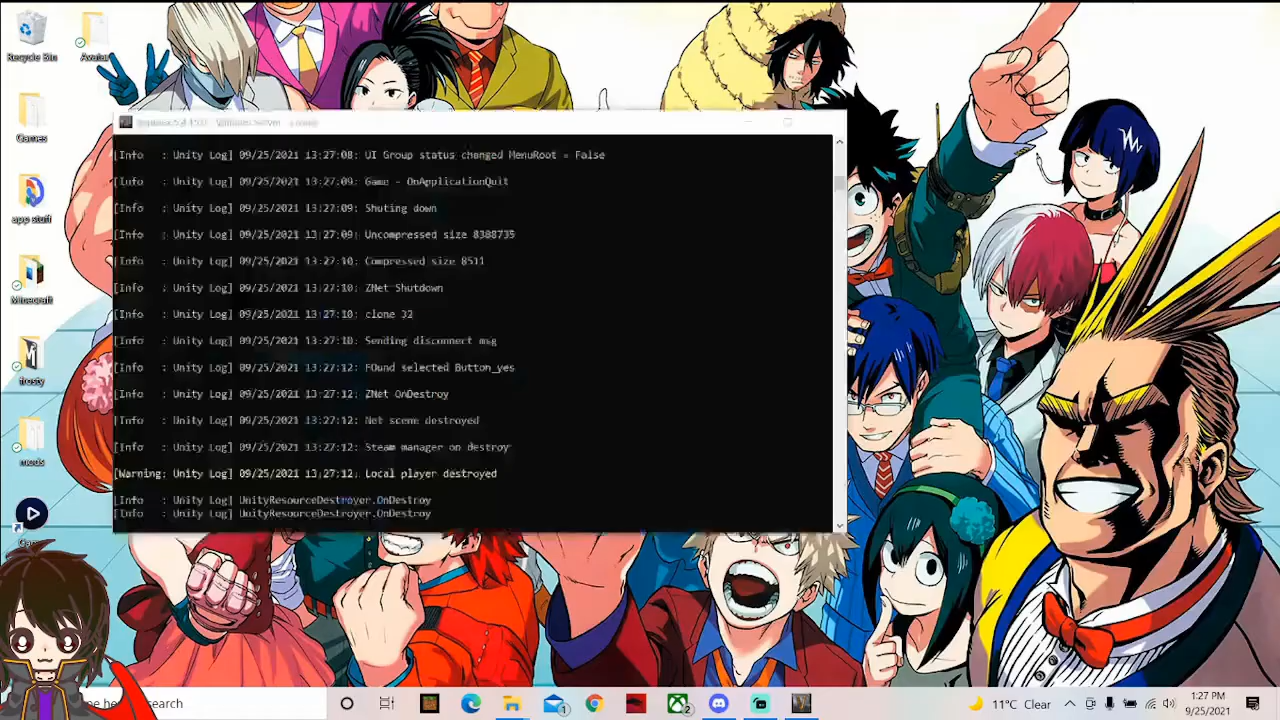 Recycle Bin
Avatar
Games
app stuff
Minecraft
frosty
mods
[Info : Unity Log] 09/25/2021 13:27:08: UI Group status changed MenuRoot = False
[Info : Unity Log] 09/25/2021 13:27:09: Game - OnApplicationQuit
[Info : Unity Log] 09/25/2021 13:27:09: Shuting down
[Info : Unity Log] 09/25/2021 13:27:09: Uncompressed size 8388735
[Info : Unity Log] 09/25/2021 13:27:10: Compressed size 8511
[Info : Unity Log] 09/25/2021 13:27:10: ZNet Shutdown
[Info : Unity Log] 09/25/2021 13:27:10: clone 32
[Info : Unity Log] 09/25/2021 13:27:10: Sending disconnect msg
[Info : Unity Log] 09/25/2021 13:27:12: FOund selected Button_yes
[Info : Unity Log] 09/25/2021 13:27:12: ZNet OnDestroy
[Info : Unity Log] 09/25/2021 13:27:12: Net scene destroyed
[Info : Unity Log] 09/25/2021 13:27:12: Steam manager on destroy
[Warning: Unity Log] 09/25/2021 13:27:12: Local player destroyed
[Info : Unity Log] UnityResourceDestroyer.OnDestroy
[Info : Unity Log] UnityResourceDestroyer.OnDestroy
search
1
2
11°C Clear
1:27 PM
9/25/2021